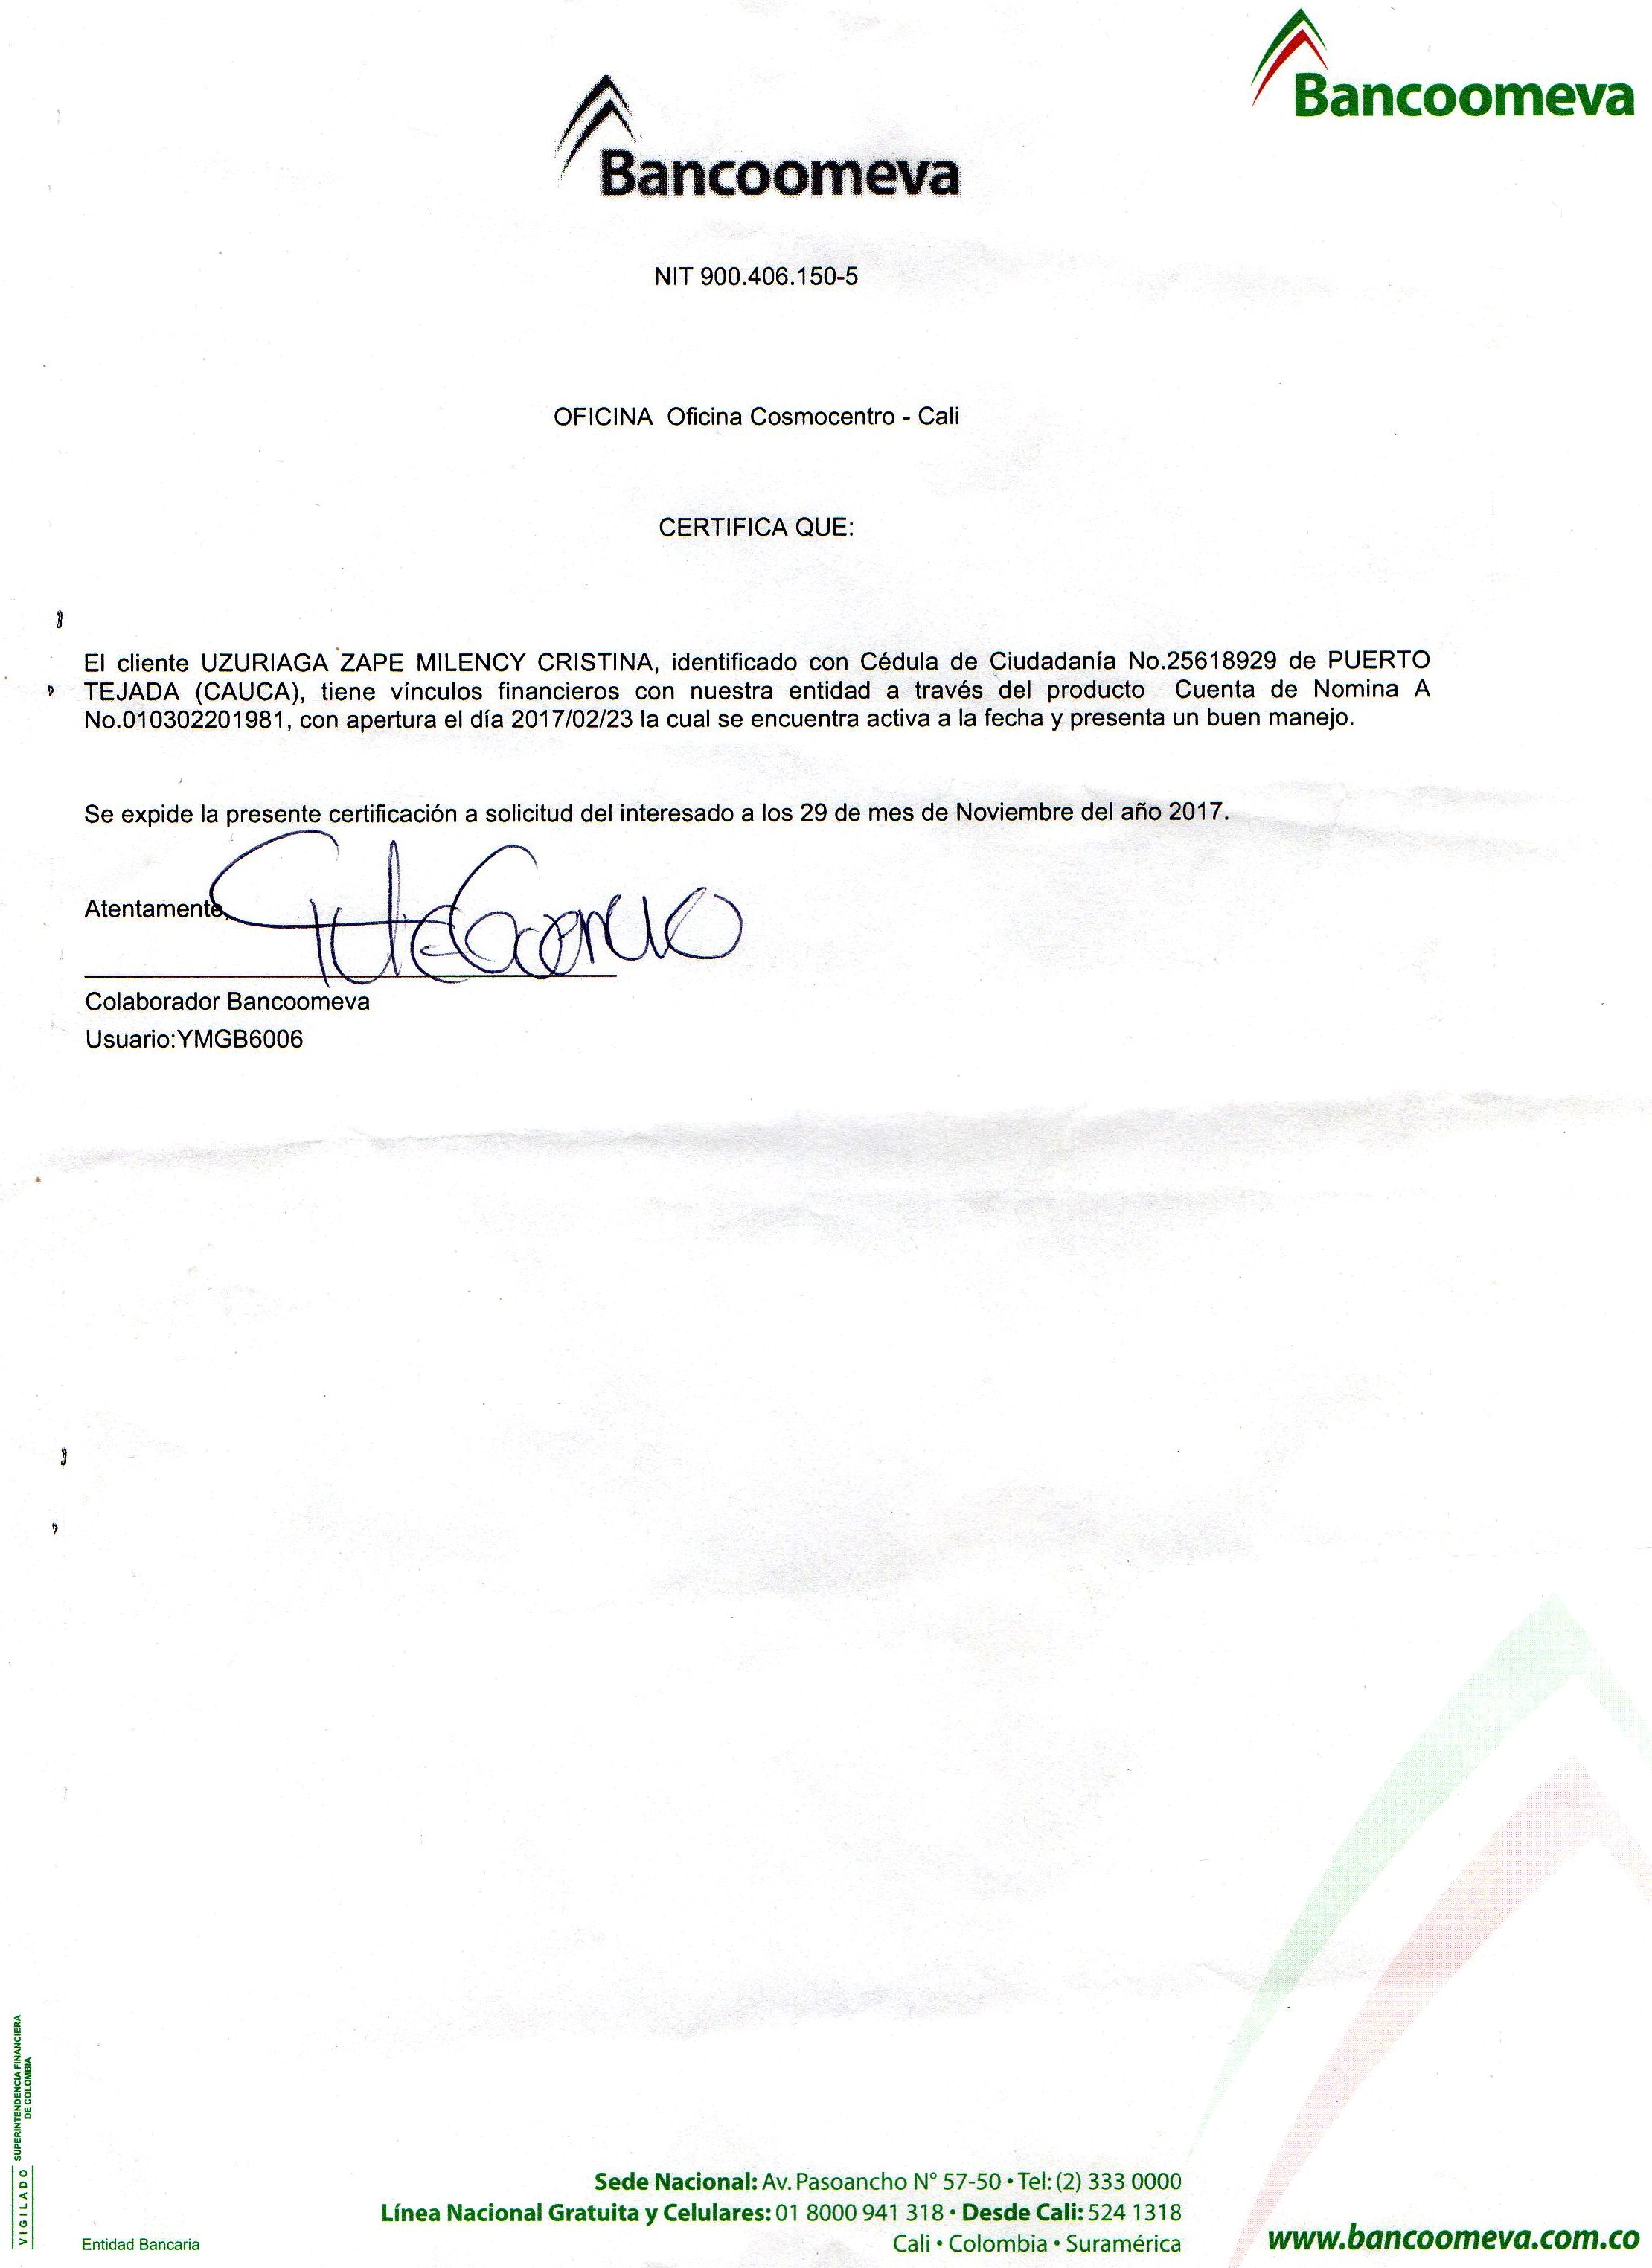 Bancoomeva
Bancoomeva
NIT 900.406.150-5
OFICINA Oficina Cosmocentro - Cali
CERTIFICA QUE:
El cliente UZURIAGA ZAPE MILENCY CRISTINA, identificado con Cédula de Ciudadanía No.25618929 de PUERTO
TEJADA (CAUCA), tiene vínculos financieros con nuestra entidad a través del producto Cuenta de Nomina A
No.010302201981, con apertura el día 2017/02/23 la cual se encuentra activa a la fecha y presenta un buen manejo.
Se expide la presente certificación a solicitud del interesado a los 29 de mes de Noviembre del año 2017.
Atentamente,
Colaborador Bancoomeva
Usuario:YMGB6006
VIGILADO SUPERINTENDENCIA FINANCIERA
DE COLOMBIA
Entidad Bancaria
Sede Nacional: Av. Pasoancho N° 57-50 • Tel: (2) 333 0000
Línea Nacional Gratuita y Celulares: 01 8000 941 318 • Desde Cali: 524 1318
Cali • Colombia • Suramérica
www.bancoomeva.com.co